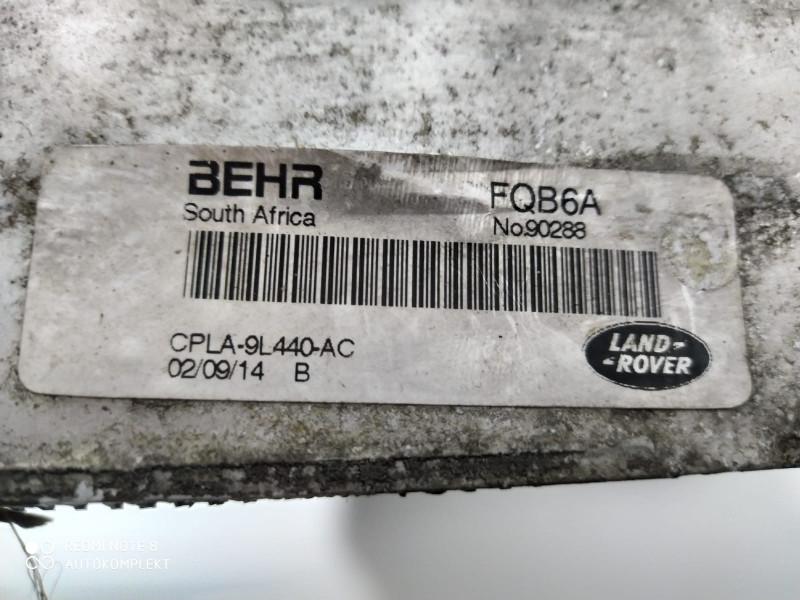 BEHR
South Africa
FQB6A
No.90288
CPLA-9L440-AC
02/09/14 B
LAND-
-ROVER
REDMI NOTE 8
AUTOKOMPLEKT